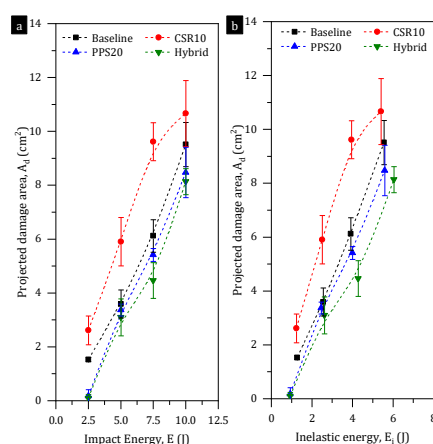 a
Baseline
CSR10
PPS20
Hybrid
14
12
10
8
6
4
2
0
Projected damage area, A_d (cm²)
0.0
2.5
5.0
7.5
10.0
12.5
Impact Energy, E (J)
b
Baseline
CSR10
PPS20
Hybrid
14
12
10
8
6
4
2
0
Projected damage area, A_d (cm²)
0
2
4
6
8
Inelastic energy, E_i (J)